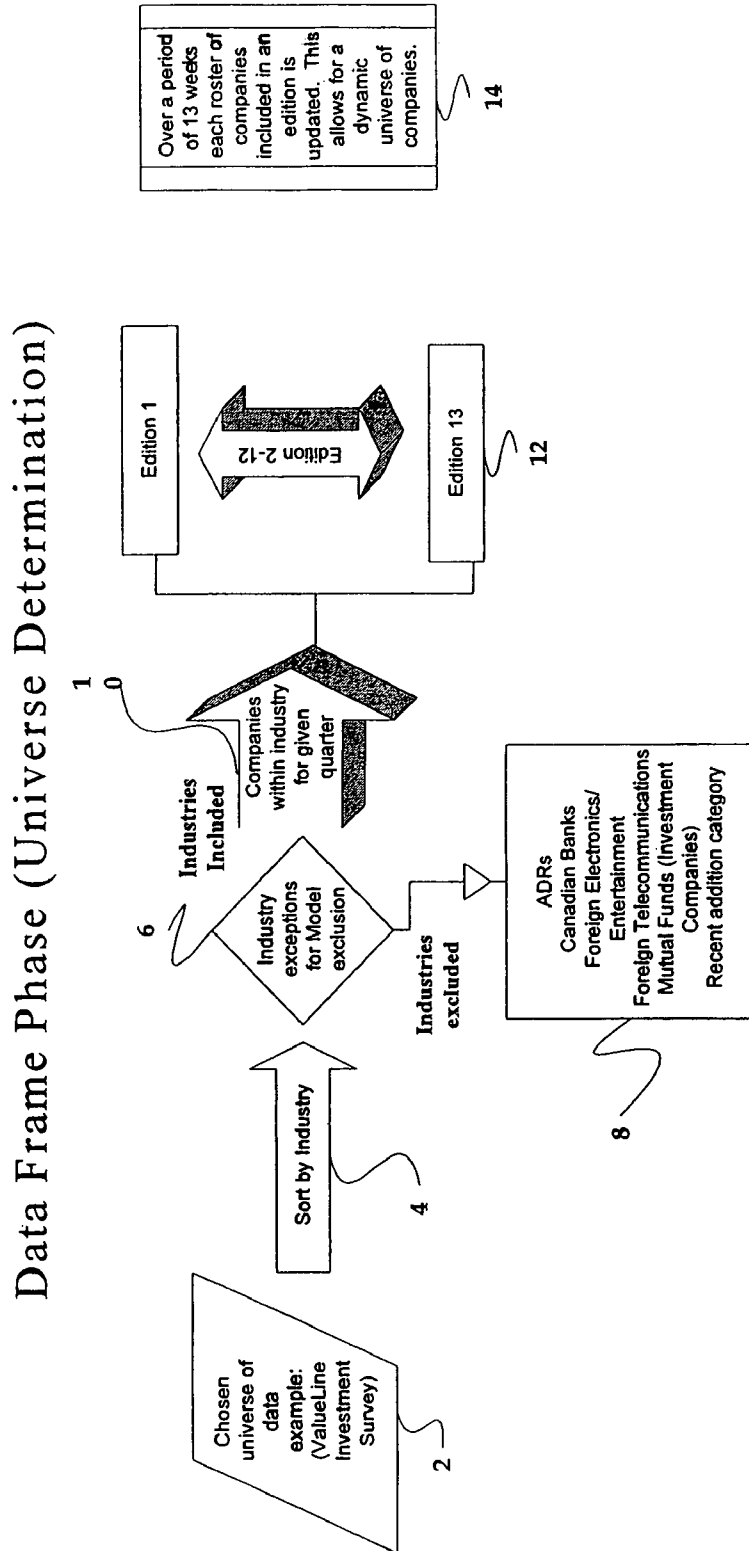 Data Frame Phase (Universe Determination)
Chosen
universe of
data
example:
(ValueLine
Investment
Survey)
2
Sort by Industry
4
6
Industry
exceptions
for Model
exclusion
Industries
excluded
ADRs
Canadian Banks
Foreign Electronics/
Entertainment
Foreign Telecommunications
Mutual Funds (Investment
Companies)
Recent addition category
8
Industries
Included
1
0
Companies
within industry
for given
quarter
Edition 1
Edition 2-12
Edition 13
12
Over a period
of 13 weeks
each roster of
companies
included in an
edition is
updated. This
allows for a
dynamic
universe of
companies.
14